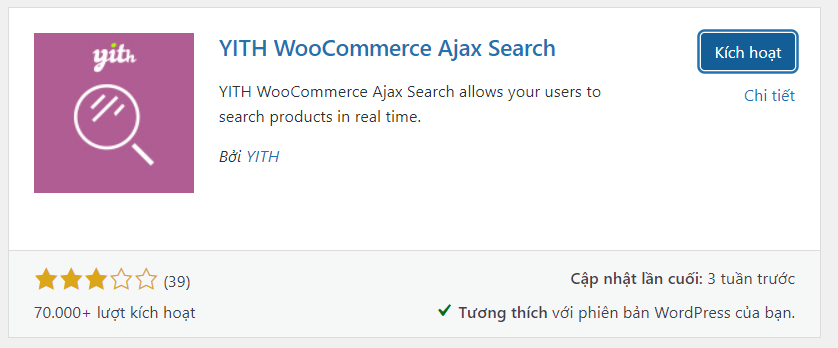 yith
YITH WooCommerce Ajax Search
Kích hoạt
Chi tiết
YITH WooCommerce Ajax Search allows your users to
search products in real time.
Bởi YITH
(39)
70.000+ lượt kích hoạt
Cập nhật lần cuối: 3 tuần trước
Tương thích với phiên bản WordPress của bạn.